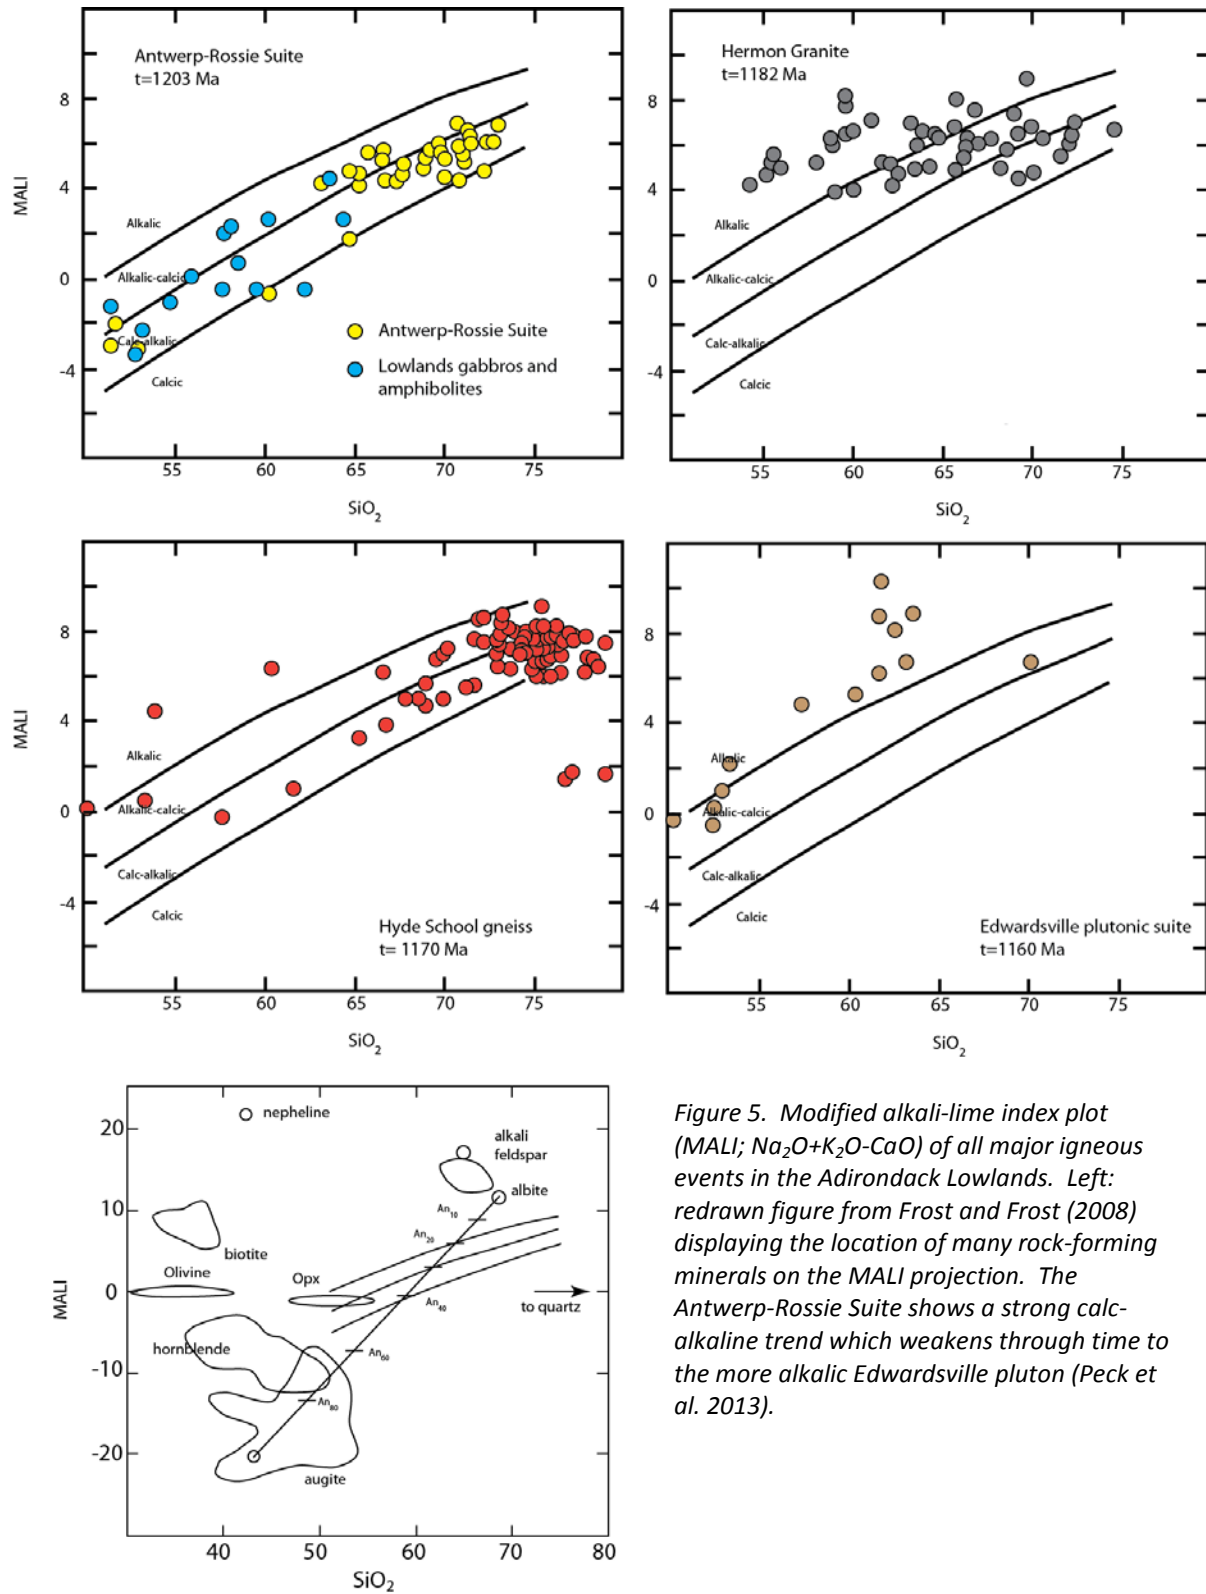 Antwerp-Rossie Suite
t=1203 Ma
MALI
8
4
0
-4
Alkalic
Alkalic-calcic
Calc-alkalic
Calcic
Antwerp-Rossie Suite
Lowlands gabbros and
amphibolites
55
60
65
70
75
SiO2
Hermon Granite
t=1182 Ma
8
4
0
-4
Alkalic
Alkalic-calcic
Calc-alkalic
Calcic
55
60
65
70
75
SiO2
MALI
8
4
0
-4
Alkalic
Alkalic-calcic
Calc-alkalic
Calcic
Hyde School gneiss
t= 1170 Ma
55
60
65
70
75
SiO2
8
4
0
-4
Alkalic
Alkalic-calcic
Calc-alkalic
Calcic
Edwardsville plutonic suite
t=1160 Ma
55
60
65
70
75
SiO2
MALI
20
10
0
-10
-20
nepheline
alkali
feldspar
albite
An10
An20
biotite
Olivine
Opx
An40
to quartz
hornblende
An60
An80
augite
40
50
60
70
80
SiO2
Figure 5. Modified alkali-lime index plot
(MALI; Na2O+K2O-CaO) of all major igneous
events in the Adirondack Lowlands. Left:
redrawn figure from Frost and Frost (2008)
displaying the location of many rock-forming
minerals on the MALI projection. The
Antwerp-Rossie Suite shows a strong calc-
alkaline trend which weakens through time to
the more alkalic Edwardsville pluton (Peck et
al. 2013).